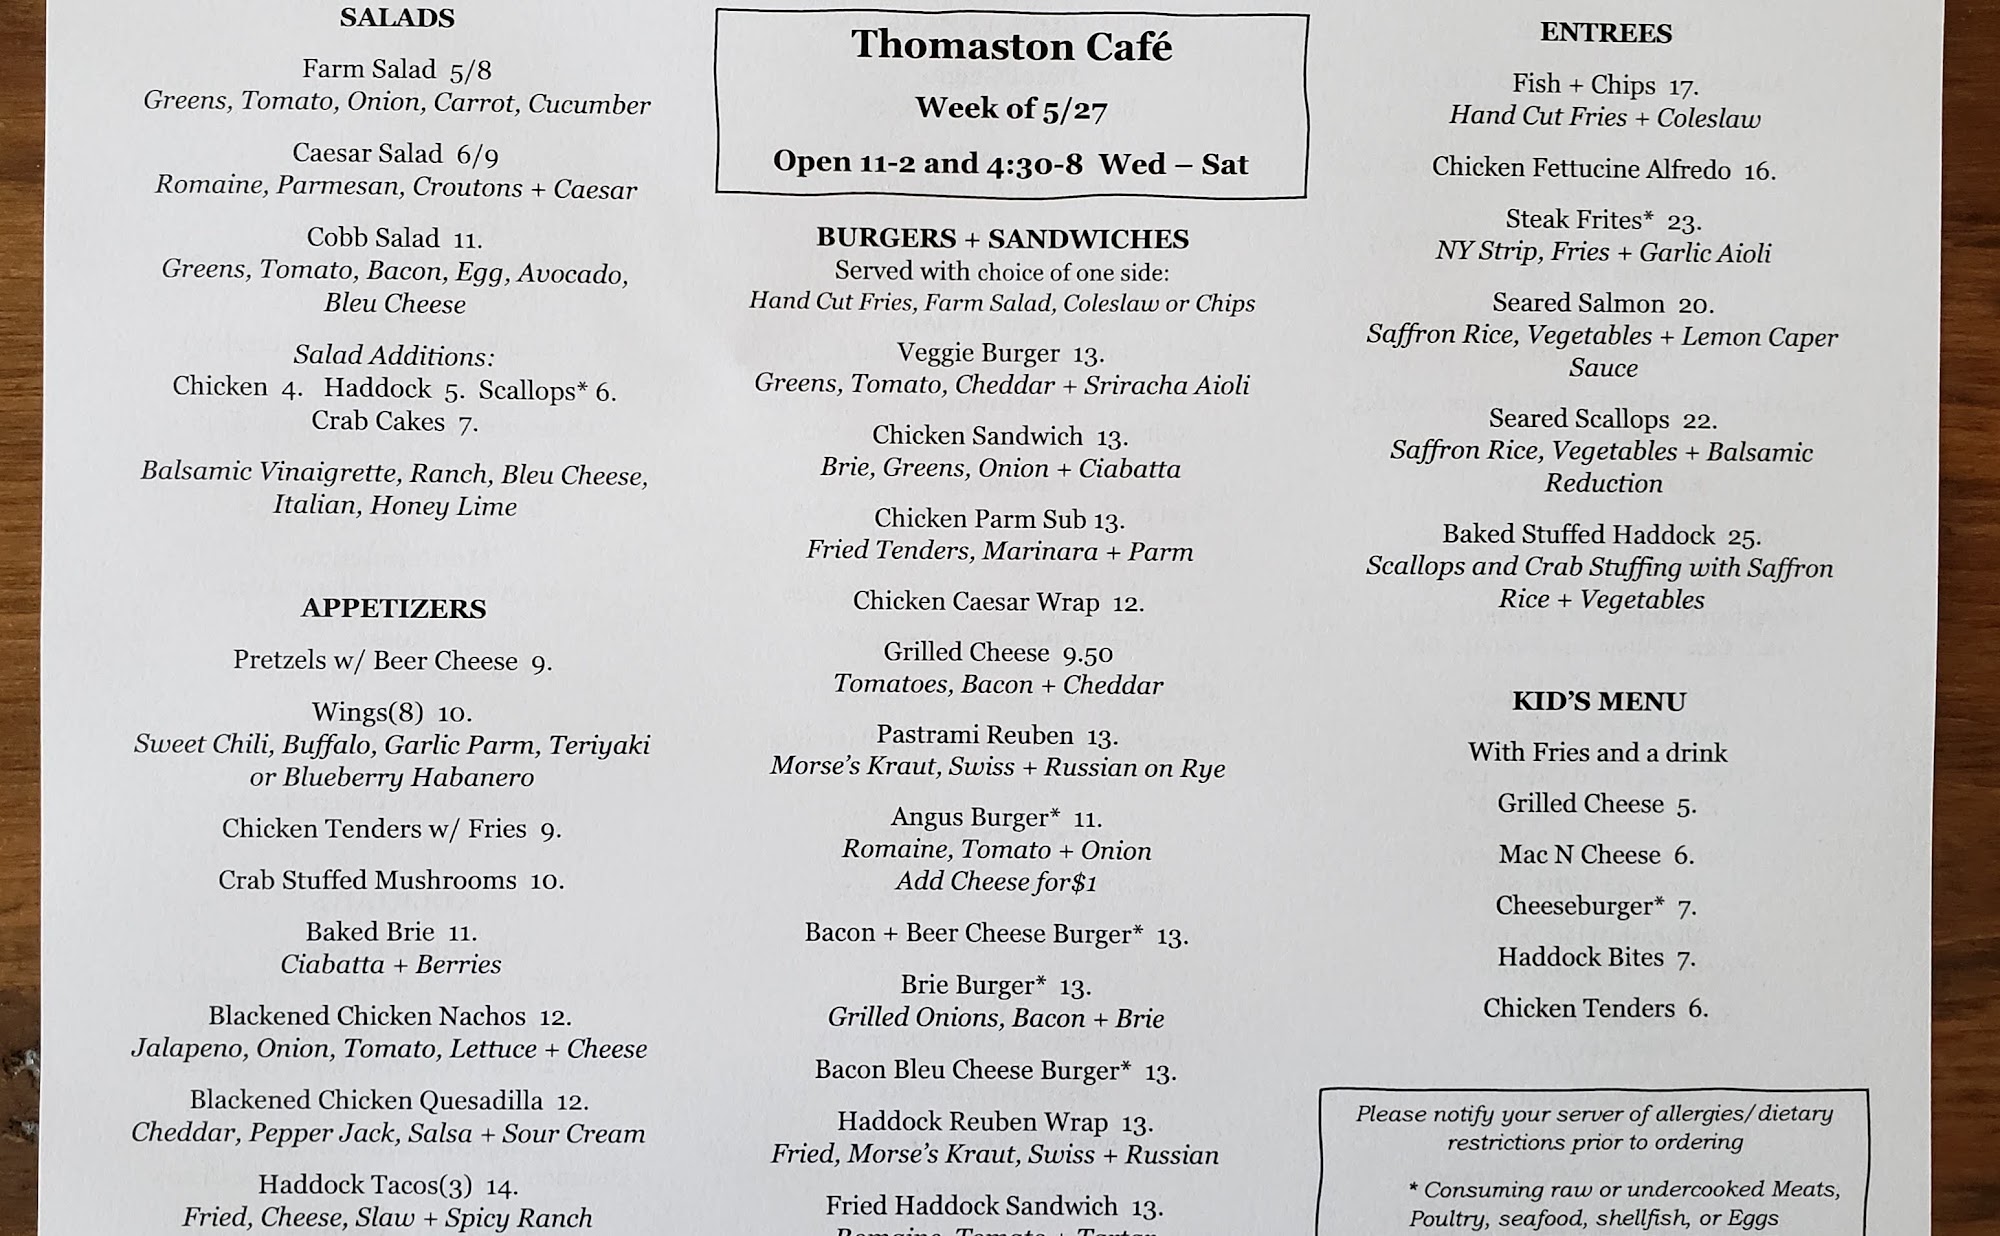 SALADS
Farm Salad 5/8
Greens, Tomato, Onion, Carrot, Cucumber
Caesar Salad 6/9
Romaine, Parmesan, Croutons + Caesar
Cobb Salad 11.
Greens, Tomato, Bacon, Egg, Avocado,
Bleu Cheese
Salad Additions:
Chicken 4. Haddock 5. Scallops* 6.
Crab Cakes 7.
Balsamic Vinaigrette, Ranch, Bleu Cheese,
Italian, Honey Lime
APPETIZERS
Pretzels w/ Beer Cheese 9.
Wings(8) 10.
Sweet Chili, Buffalo, Garlic Parm, Teriyaki
or Blueberry Habanero
Chicken Tenders w/ Fries 9.
Crab Stuffed Mushrooms 10.
Baked Brie 11.
Ciabatta + Berries
Blackened Chicken Nachos 12.
Jalapeno, Onion, Tomato, Lettuce + Cheese
Blackened Chicken Quesadilla 12.
Cheddar, Pepper Jack, Salsa + Sour Cream
Haddock Tacos(3) 14.
Fried, Cheese, Slaw + Spicy Ranch
Thomaston Café
Week of 5/27
Open 11-2 and 4:30-8 Wed – Sat
BURGERS + SANDWICHES
Served with choice of one side:
Hand Cut Fries, Farm Salad, Coleslaw or Chips
Veggie Burger 13.
Greens, Tomato, Cheddar + Sriracha Aioli
Chicken Sandwich 13.
Brie, Greens, Onion + Ciabatta
Chicken Parm Sub 13.
Fried Tenders, Marinara + Parm
Chicken Caesar Wrap 12.
Grilled Cheese 9.50
Tomatoes, Bacon + Cheddar
Pastrami Reuben 13.
Morse's Kraut, Swiss + Russian on Rye
Angus Burger* 11.
Romaine, Tomato + Onion
Add Cheese for$1
Bacon + Beer Cheese Burger* 13.
Brie Burger* 13.
Grilled Onions, Bacon + Brie
Bacon Bleu Cheese Burger* 13.
Haddock Reuben Wrap 13.
Fried, Morse's Kraut, Swiss + Russian
Fried Haddock Sandwich 13.
Romaine, Tomato + Tartar
ENTREES
Fish + Chips 17.
Hand Cut Fries + Coleslaw
Chicken Fettucine Alfredo 16.
Steak Frites* 23.
NY Strip, Fries + Garlic Aioli
Seared Salmon 20.
Saffron Rice, Vegetables + Lemon Caper
Sauce
Seared Scallops 22.
Saffron Rice, Vegetables + Balsamic
Reduction
Baked Stuffed Haddock 25.
Scallops and Crab Stuffing with Saffron
Rice + Vegetables
KID'S MENU
With Fries and a drink
Grilled Cheese 5.
Mac N Cheese 6.
Cheeseburger* 7.
Haddock Bites 7.
Chicken Tenders 6.
Please notify your server of allergies/dietary
restrictions prior to ordering
* Consuming raw or undercooked Meats,
Poultry, seafood, shellfish, or Eggs